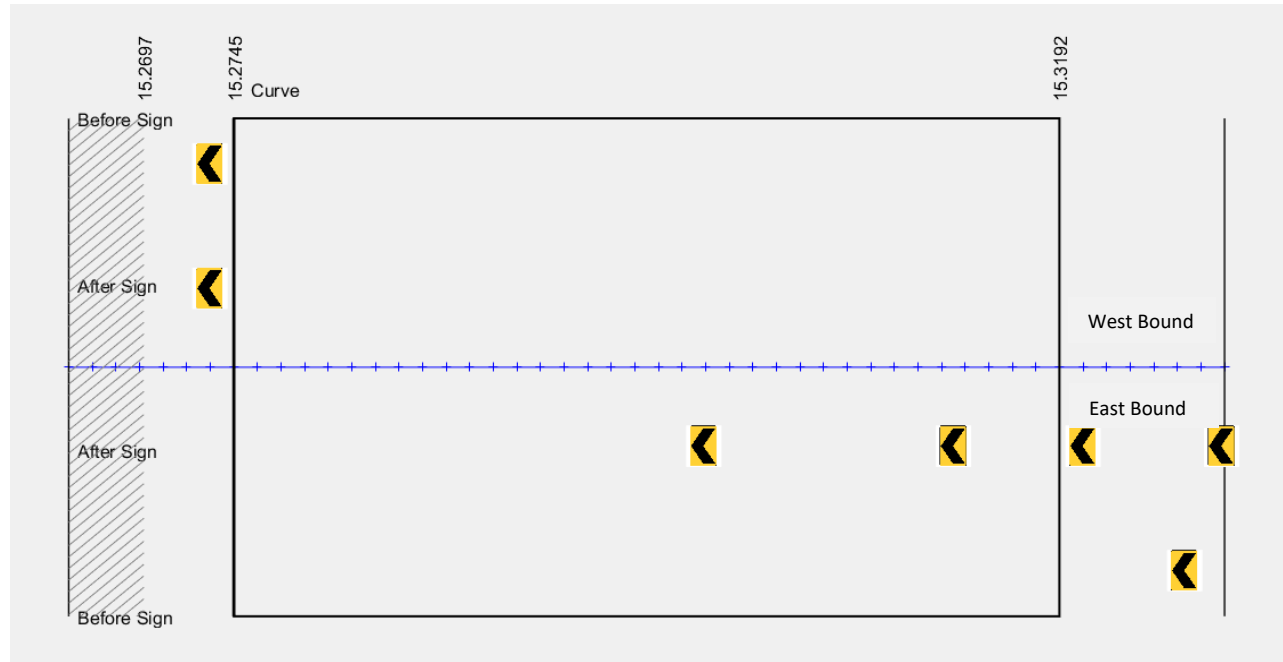 15.2697
15.2745
Curve
15.3192
Before Sign
After Sign
West Bound
East Bound
After Sign
Before Sign